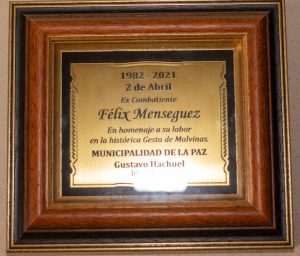 1982 - 2021
2 de Abril
Ex Combatiente
Félix Menseguez
En homenaje a su labor
en la histórica Gesta de Malvinas.
MUNICIPALIDAD DE LA PAZ
Gustavo Hachuel